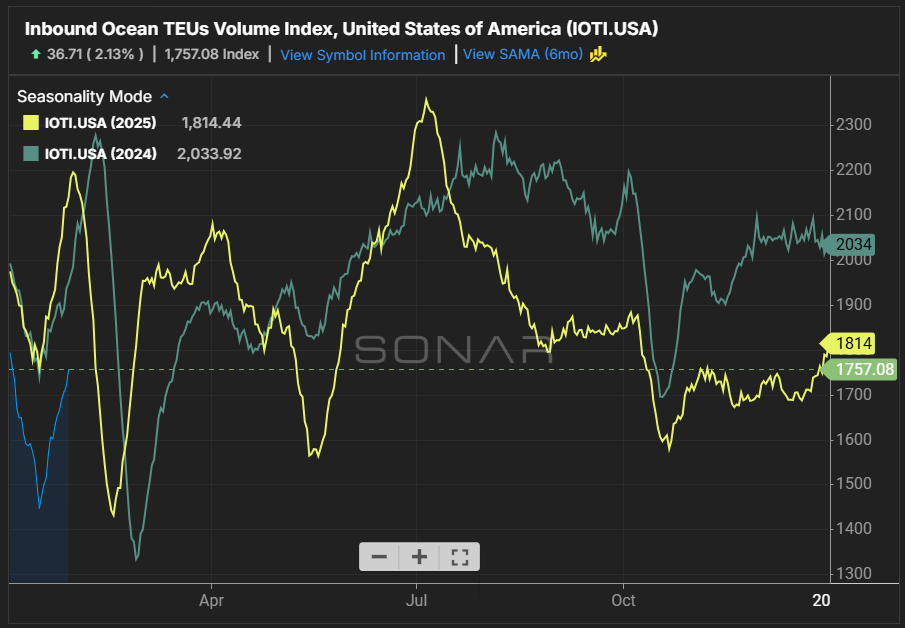 Inbound Ocean TEUs Volume Index, United States of America (IOTI.USA)
36.71 ( 2.13% ) | 1,757.08 Index | View Symbol Information | View SAMA (6mo)
Seasonality Mode
IOTI.USA (2025) 1,814.44
IOTI.USA (2024) 2,033.92
2300
2200
2100
2034
2000
1900
1814
1757.08
1700
1600
1500
1400
1300
SONAR
Apr Jul Oct 20